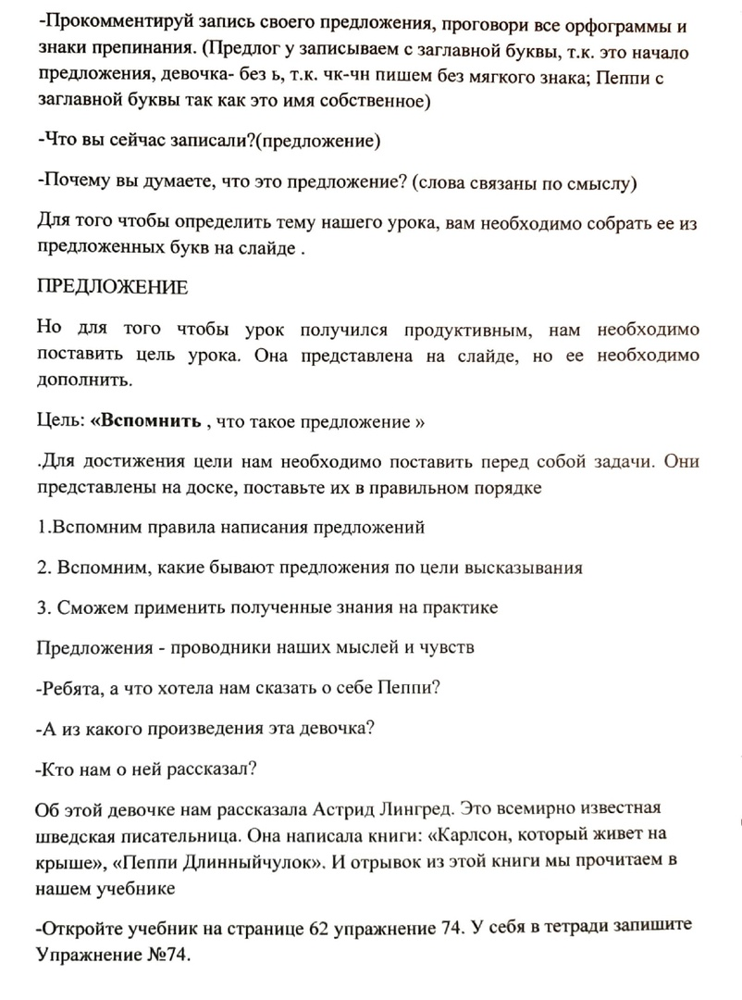 -Прокомментируй запись своего предложения, проговори все орфограммы и
знаки препинания. (Предлог у записываем с заглавной буквы, т.к. это начало
предложения, девочка- без ь, т.к. чк-чн пишем без мягкого знака; Пеппи с
заглавной буквы так как это имя собственное)
-Что вы сейчас записали?(предложение)
-Почему вы думаете, что это предложение? (слова связаны по смыслу)
Для того чтобы определить тему нашего урока, вам необходимо собрать ее из
предложенных букв на слайде .
ПРЕДЛОЖЕНИЕ
Но для того чтобы урок получился продуктивным, нам необходимо
поставить цель урока. Она представлена на слайде, но ее необходимо
дополнить.
Цель: «Вспомнить , что такое предложение »
.Для достижения цели нам необходимо поставить перед собой задачи. Они
представлены на доске, поставьте их в правильном порядке
1.Вспомним правила написания предложений
2. Вспомним, какие бывают предложения по цели высказывания
3. Сможем применить полученные знания на практике
Предложения - проводники наших мыслей и чувств
-Ребята, а что хотела нам сказать о себе Пеппи?
-А из какого произведения эта девочка?
-Кто нам о ней рассказал?
Об этой девочке нам рассказала Астрид Лингред. Это всемирно известная
шведская писательница. Она написала книги: «Карлсон, который живет на
крыше», «Пеппи Длинныйчулок». И отрывок из этой книги мы прочитаем в
нашем учебнике
-Откройте учебник на странице 62 упражнение 74. У себя в тетради запишите
Упражнение №74.